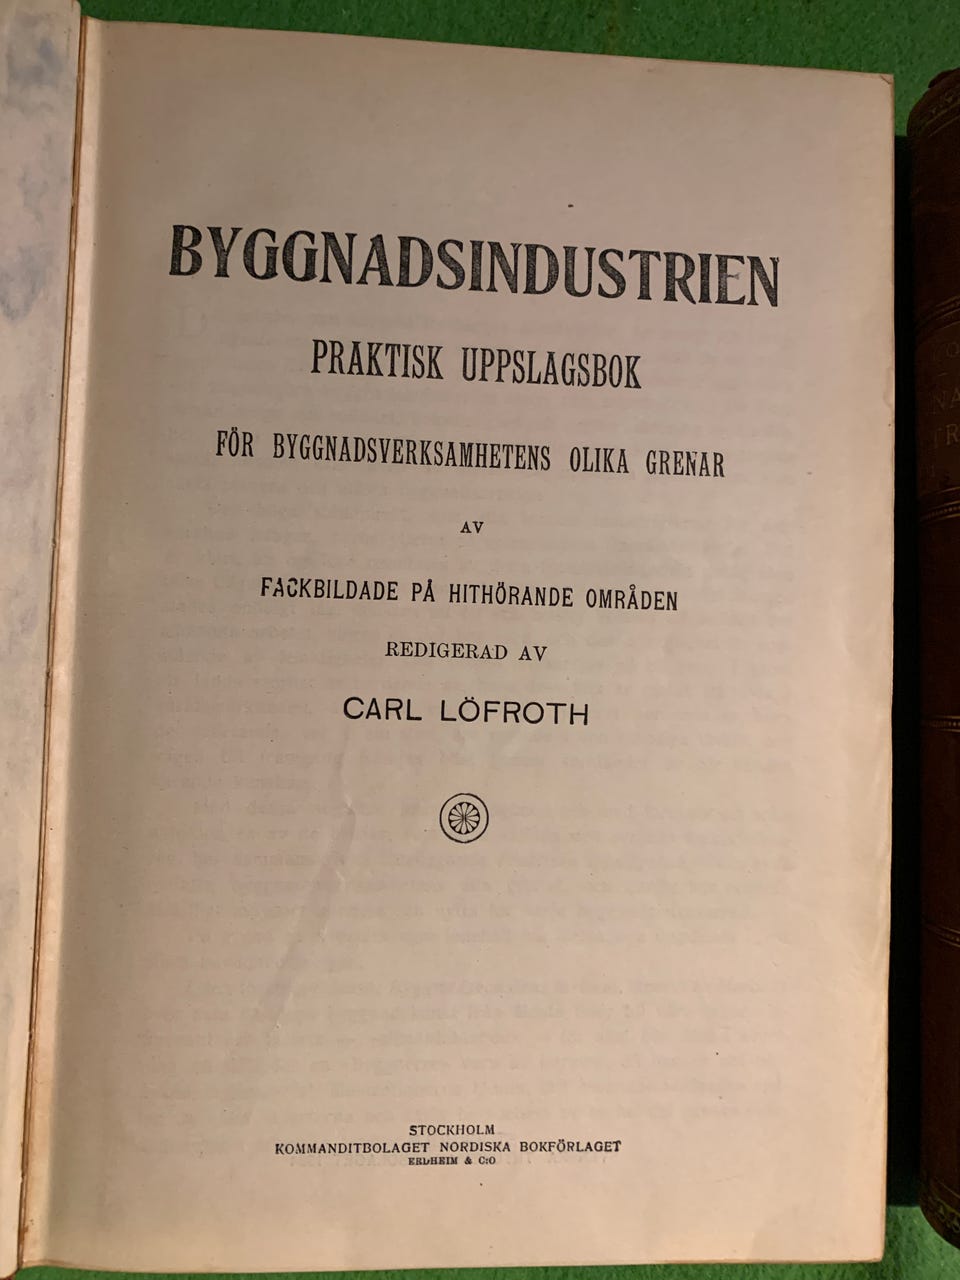 BYGGNADSINDUSTRIEN
PRAKTISK UPPSLAGSBOK
FÖR BYGGNADSVERKSAMHETENS OLIKA GRENAR
AV
FACKBILDADE PÅ HITHÖRANDE OMRÅDEN
REDIGERAD AV
CARL LÖFROTH
STOCKHOLM
KOMMANDITBOLAGET NORDISKA BOKFÖRLAGET
ERDHEIM & C:O